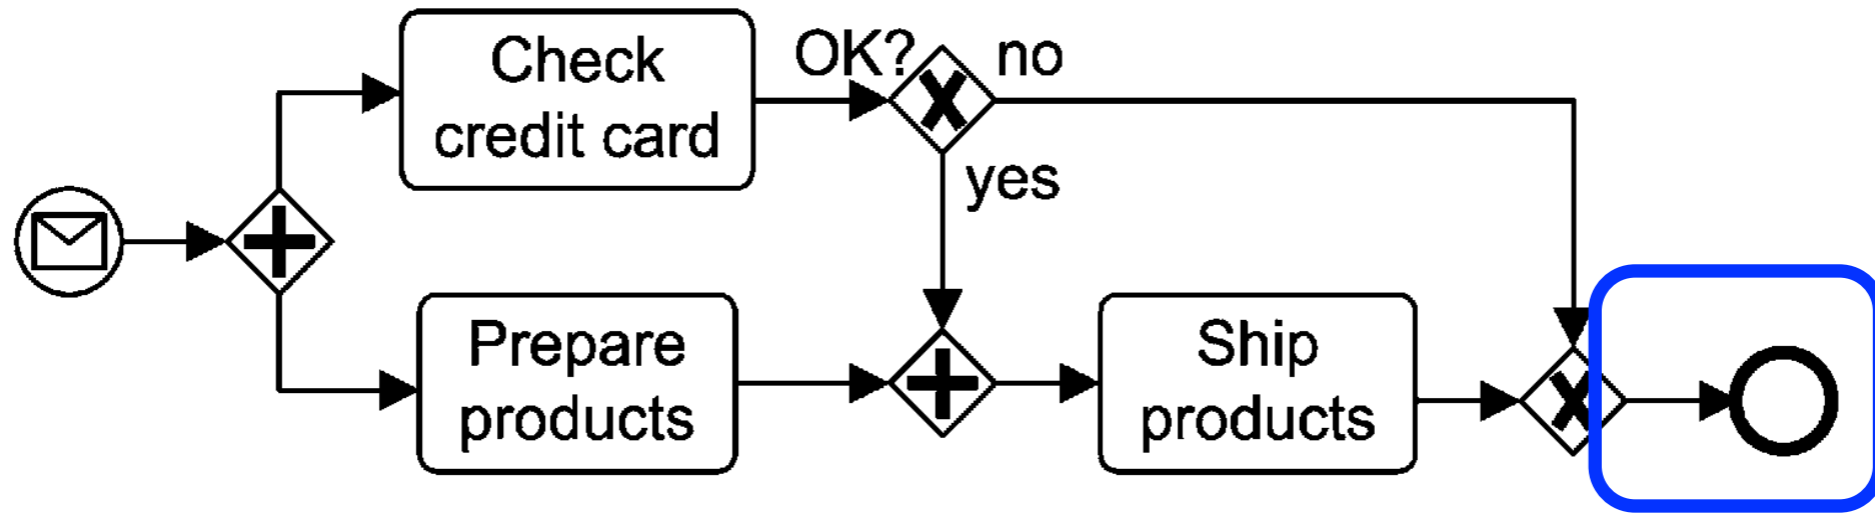 Check
credit card
OK?
no
yes
Prepare
products
Ship
products